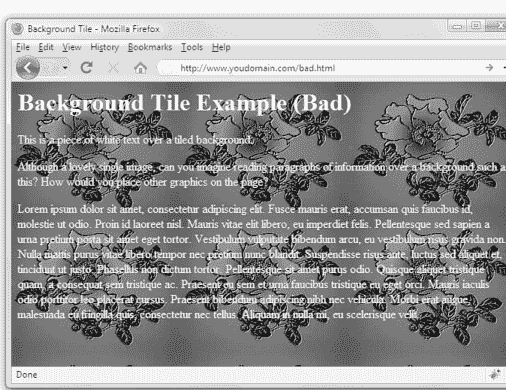 Background Tile - Mozilla Firefox
File Edit View History Bookmarks Tools Help
http://www.youdomain.com/bad.html
Background Tile Example (Bad)
This is a piece of white text over a tiled background.
Although a lovely single image, can you imagine reading paragraphs of information over a background such a
this? How would you place other graphics on the page?
Lorem ipsum dolor sit amet, consectetur adipiscing elit. Fusce mauris erat, accumsan quis faucibus id,
molestie ut odio. Proin id laoreet nisl. Mauris vitae elit libero, eu imperdiet felis. Pellentesque sed sapien a
urna pretium porta sit amet eget tortor. Vestibulum vulputate bibendum arcu, eu vestibulum risus gravida non.
Nulla mattis purus vitae libero tempor nec pretium nunc blandit. Suspendisse risus ante, luctus sed aliquet et,
tincidunt ut justo. Phasellus non dictum tortor. Pellentesque sit amet purus odio. Quisque aliquet tristique
quam, a consequat sem tristique ac. Praesent eu sem et urna faucibus tristique eu eget orci. Mauris iaculis
odio porttitor leo placerat cursus. Praesent bibendum adipiscing nibh nec vehicula. Morbi erat augue,
malesuada eu fringilla quis, consectetur nec tellus. Aliquam in nulla mi, eu scelerisque velit.
Done